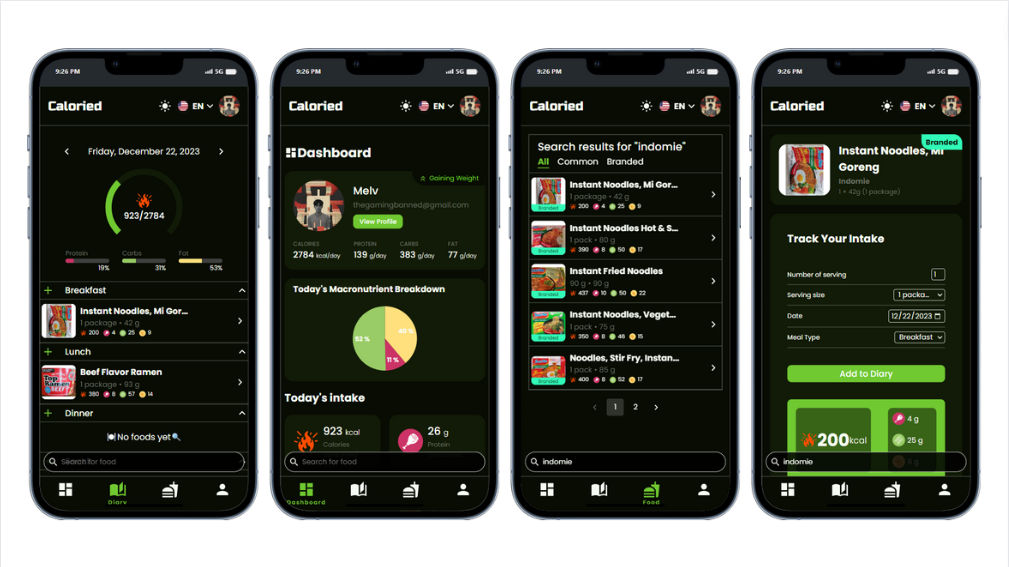 9:26 PM
5G
Caloried
EN
Friday, December 22, 2023
923/2784
Protein Carbs Fat
19% 31% 53%
Breakfast
Instant Noodles, Mi Gor...
1 package • 42 g
200 4 25 9
Lunch
Beef Flavor Ramen
1 package • 93 g
380 8 57 14
Dinner
No foods yet
Search for food
Diary
9:26 PM
5G
Caloried
EN
Dashboard
Gaining Weight
Melv
thegamingbonned@gmail.com
View Profile
CALORIES PROTEIN CARBS FAT
2784 kcal/day 139 g/day 383 g/day 77 g/day
Today's Macronutrient Breakdown
11 %
Today's intake
923 kcal
Calories
26 g
Protein
Search for food
Dashboard
9:26 PM
5G
Caloried
EN
Search results for "indomie"
All Common Branded
Instant Noodles, Mi Gor...
1 package • 42 g
Branded
200 4 25 9
Instant Noodles Hot & S...
1 pack • 80 g
Branded
390 8 50 17
Instant Fried Noodles
90 g • 90 g
Branded
437 10 50 22
Instant Noodles, Veget...
1 pack • 75 g
Branded
350 8 46 15
Noodles, Stir Fry, Instan...
1 pack • 85 g
Branded
400 8 52 17
1 2
indomie
Food
9:26 PM
5G
Caloried
EN
Branded
Instant Noodles, Mi
Goreng
Indomie
1 × 42g (1 package)
Track Your Intake
Number of serving 1
Serving size 1 packa...
Date 12/22/2023
Meal Type Breakfast
Add to Diary
200kcal
4 g
25 g
indomie